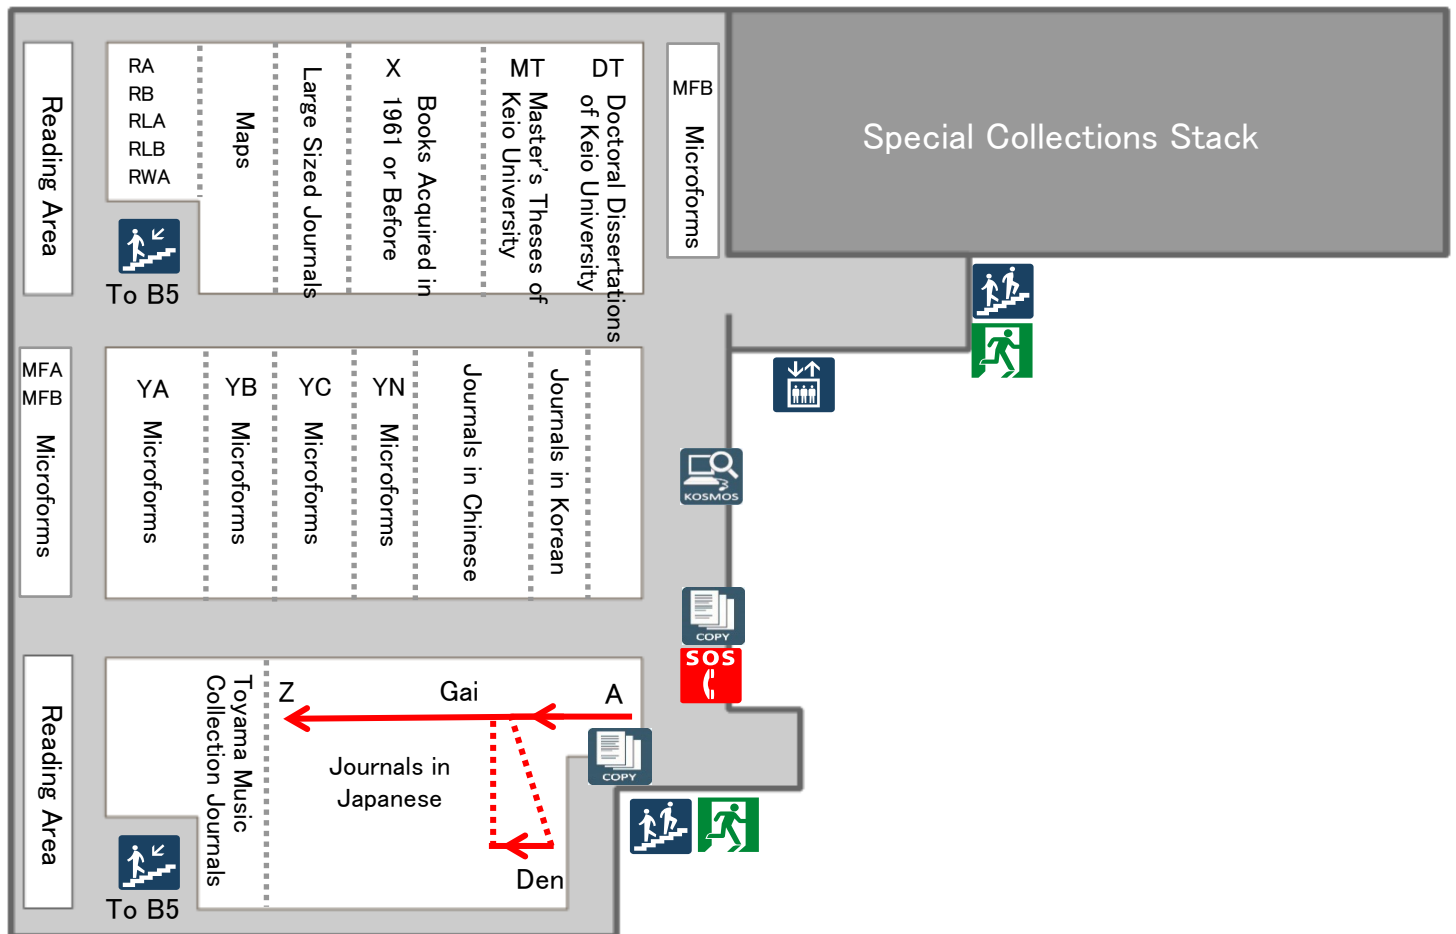 Reading Area
RA
RB
RLA
RLB
RWA
Maps
Large Sized Journals
X
Books Acquired in
1961 or Before
MT
Master's Theses of
Keio University
DT
Doctoral Dissertations
of Keio University
MFB
Microforms
Special Collections Stack
To B5
MFA
MFB
Microforms
YA
Microforms
YB
Microforms
YC
Microforms
YN
Microforms
Journals in Chinese
Journals in Korean
KOSMOS
COPY
SOS
Reading Area
Toyama Music
Collection Journals
Z
Gai
A
Journals in
Japanese
Den
COPY
To B5